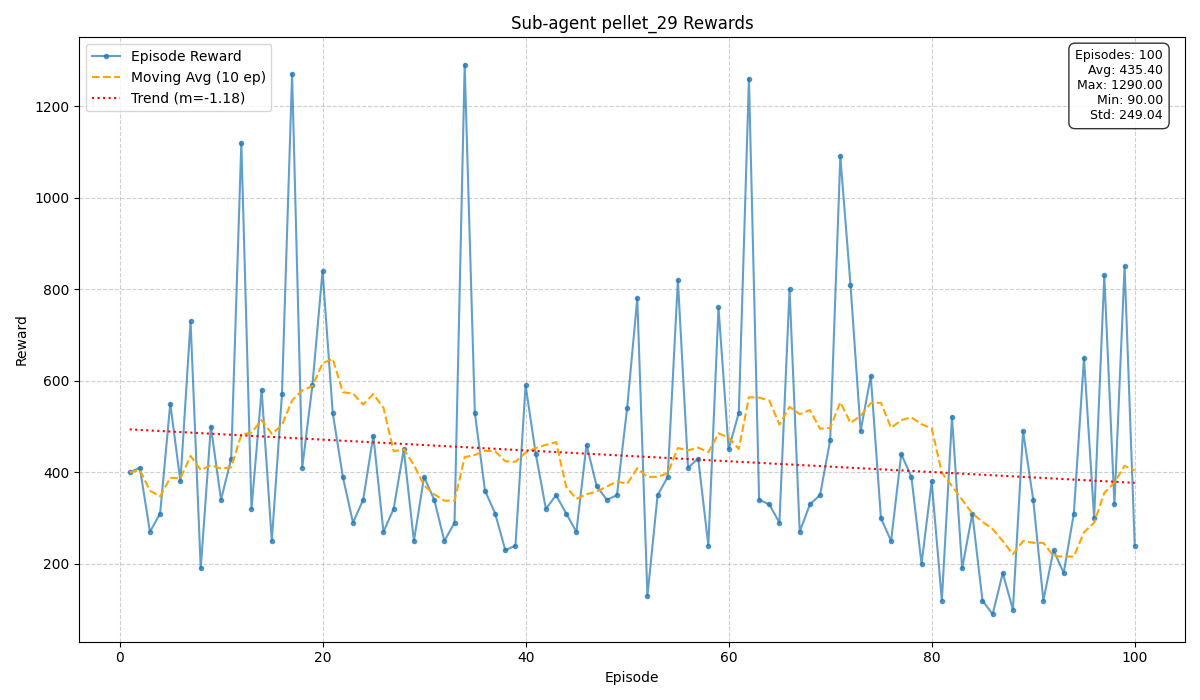 Sub-agent pellet_29 Rewards
Episode Reward
Moving Avg (10 ep)
Trend (m=-1.18)
Episodes: 100
Avg: 435.40
Max: 1290.00
Min: 90.00
Std: 249.04
Reward
1200
1000
800
600
400
200
0
20
40
60
80
100
Episode